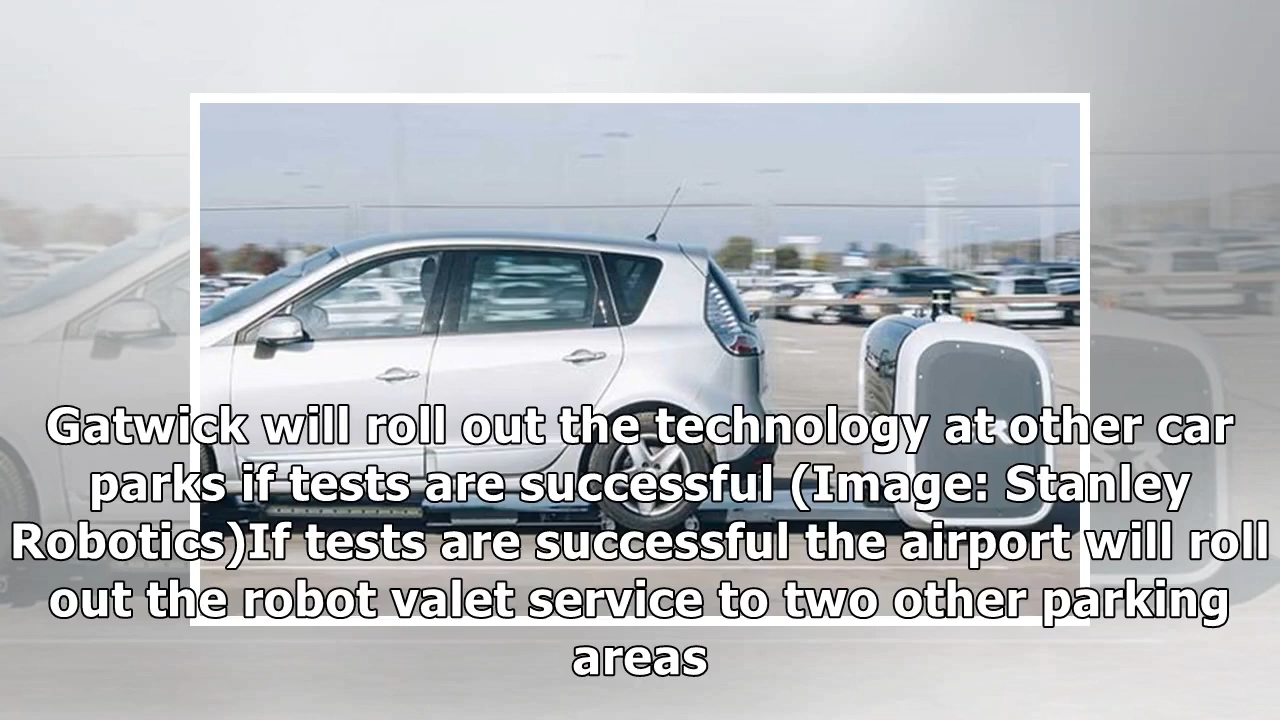 Gatwick will roll out the technology at other car
parks if tests are successful (Image: Stanley
Robotics)If tests are successful the airport will roll
out the robot valet service to two other parking
areas